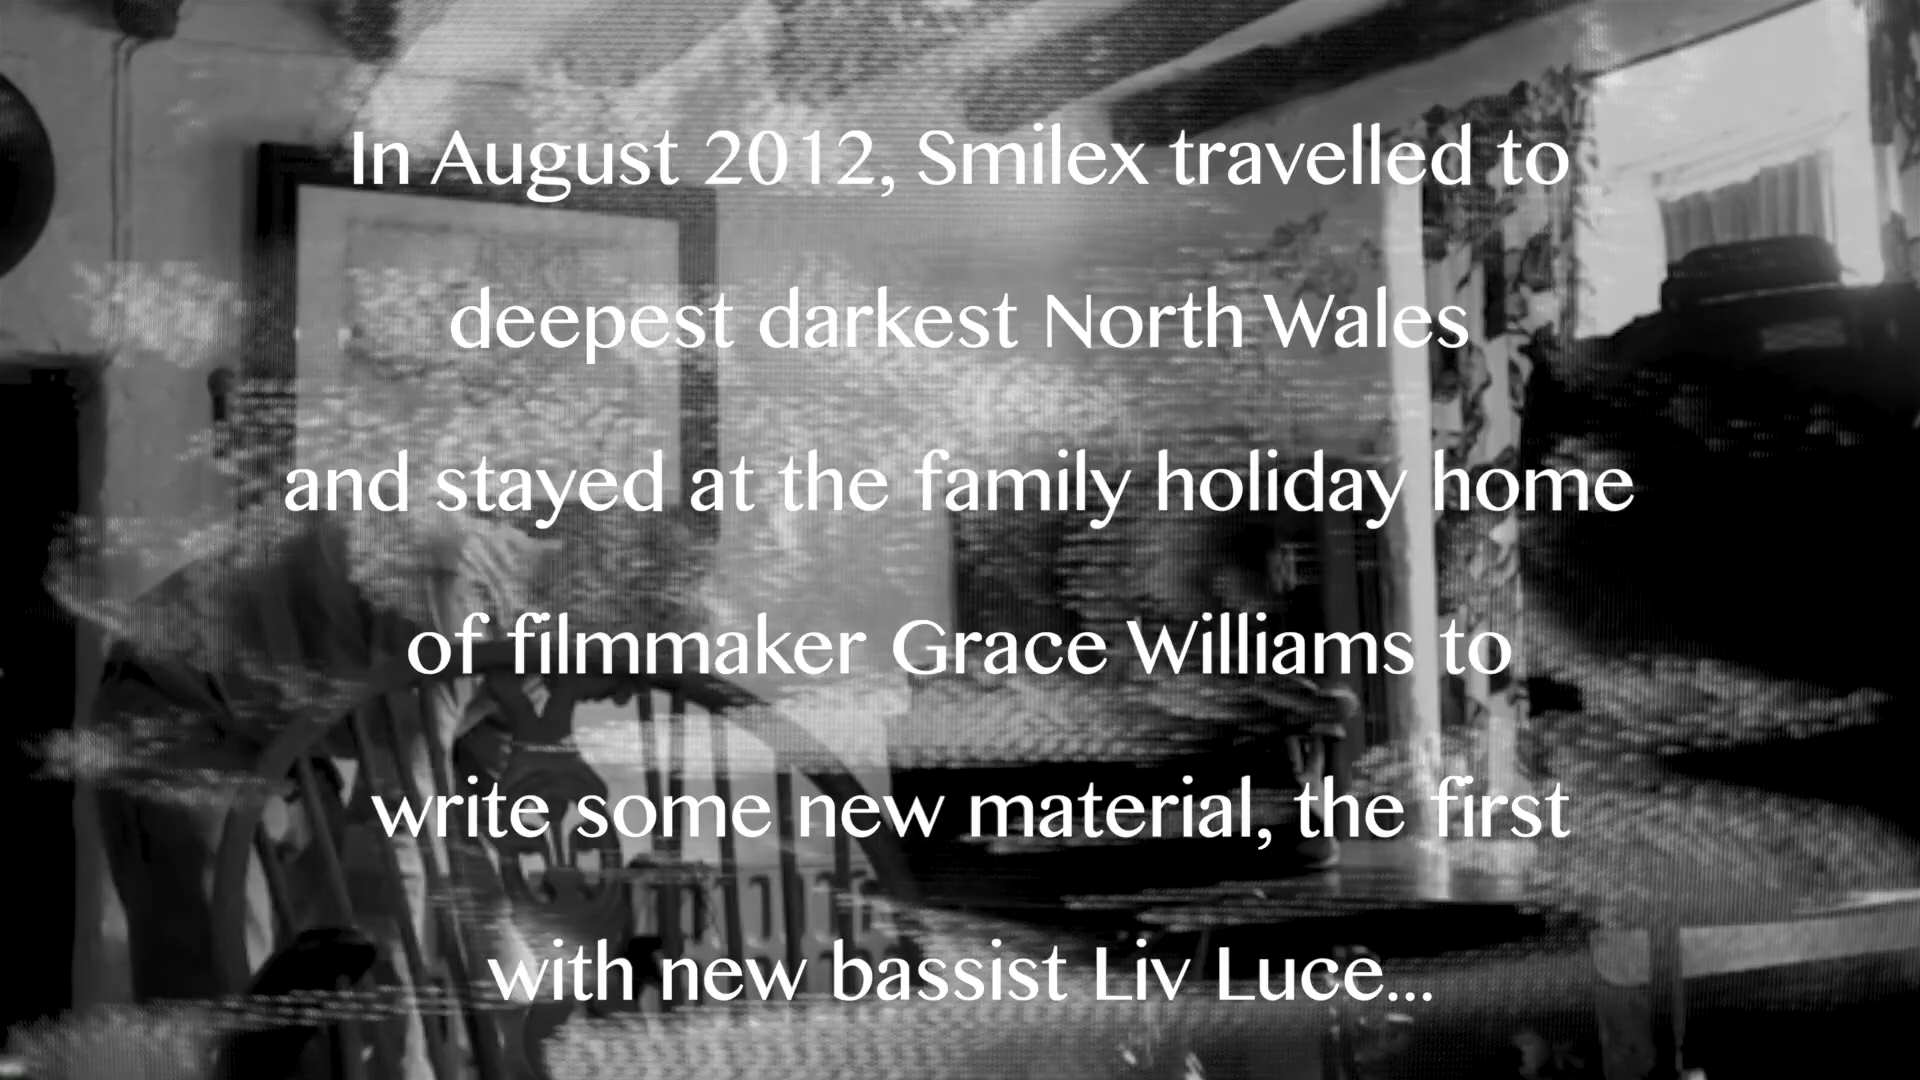 In August 2012, Smilex travelled to
deepest darkest North Wales
and stayed at the family holiday home
of filmmaker Grace Williams to
write some new material, the first
with new bassist Liv Luce...